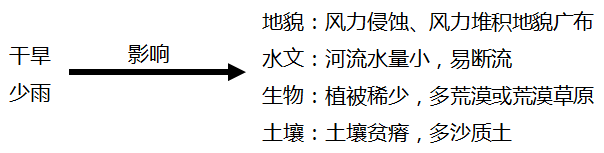 干旱
少雨
影响
地貌：风力侵蚀、风力堆积地貌广布
水文：河流水量小，易断流
生物：植被稀少，多荒漠或荒漠草原
土壤：土壤贫瘠，多沙质土